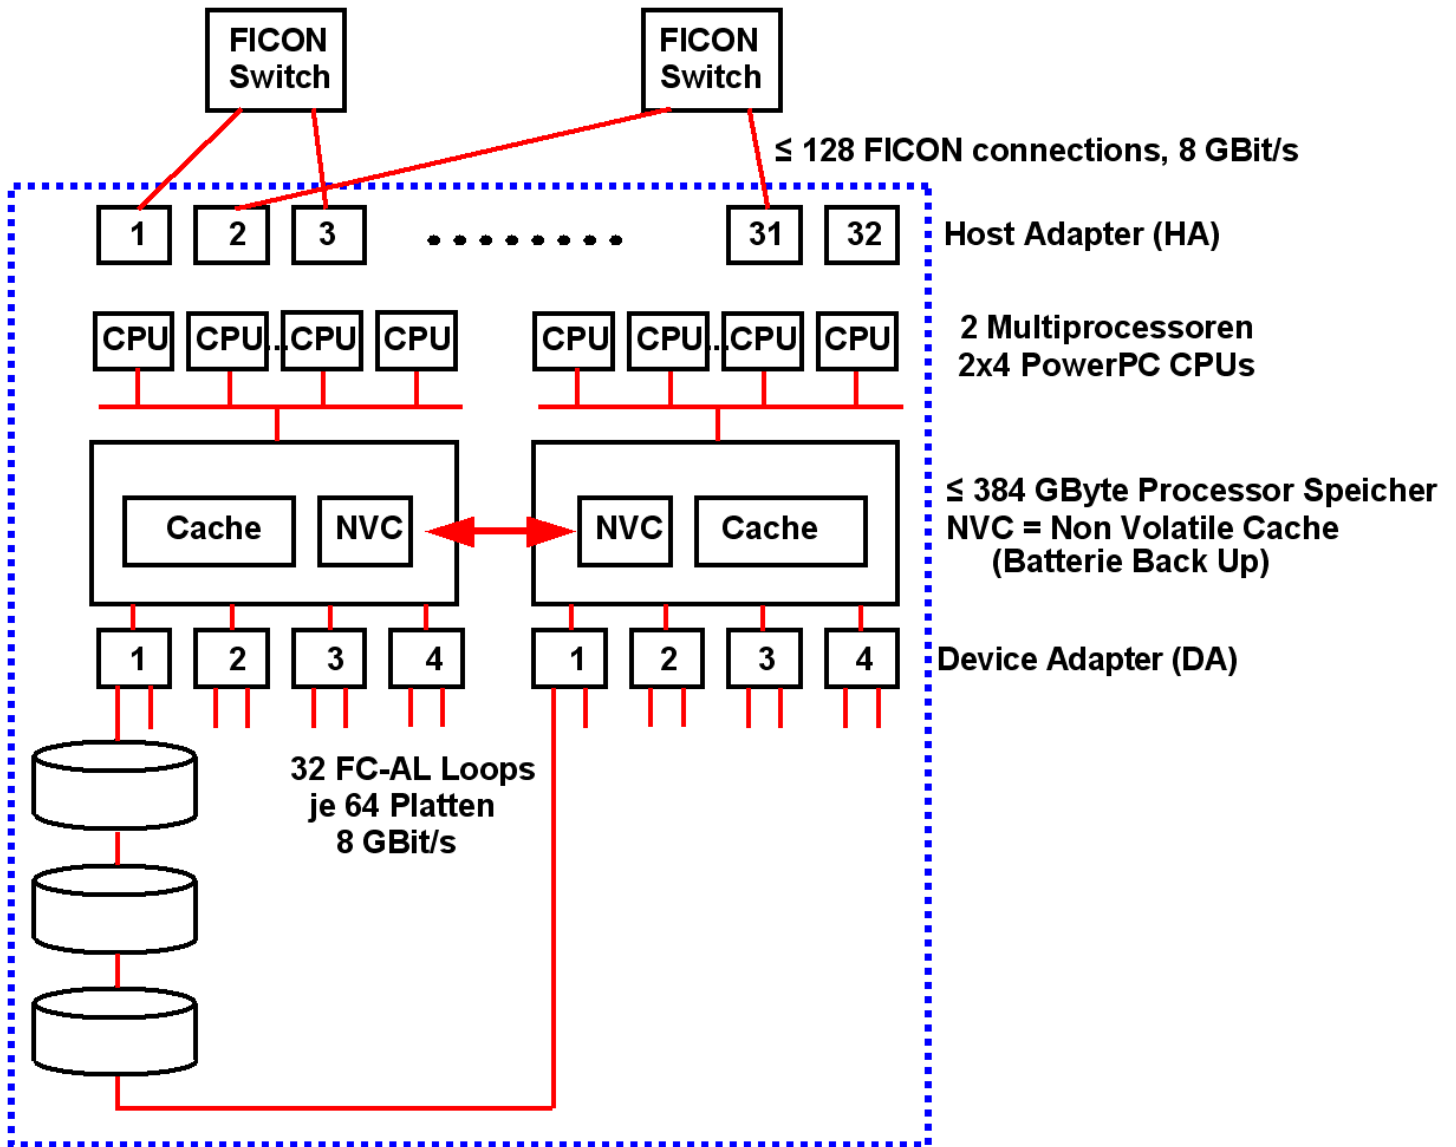 FICON
Switch
FICON
Switch
≤ 128 FICON connections, 8 GBit/s
1
2
3
31
32
Host Adapter (HA)
CPU
CPU...CPU
CPU
CPU
CPU...CPU
CPU
2 Multiprocessoren
2x4 PowerPC CPUs
Cache
NVC
NVC
Cache
≤ 384 GByte Processor Speicher
NVC = Non Volatile Cache
(Batterie Back Up)
1
2
3
4
1
2
3
4
Device Adapter (DA)
32 FC-AL Loops
je 64 Platten
8 GBit/s